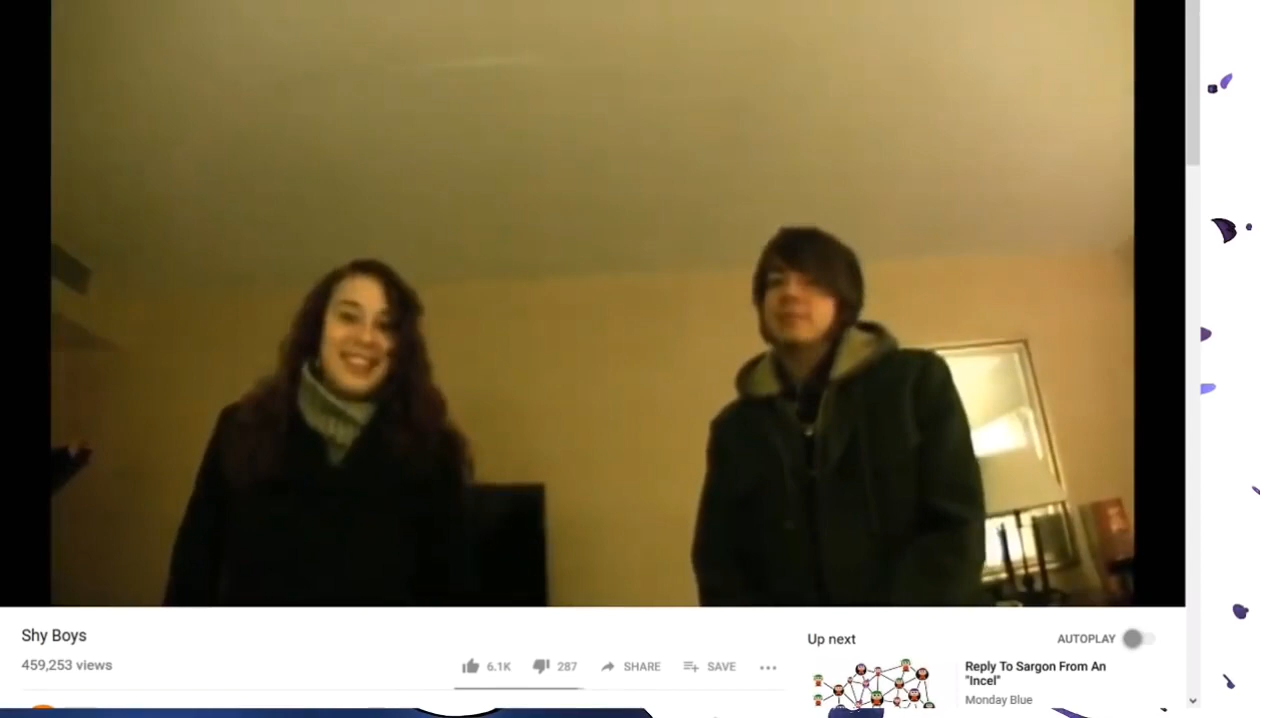 Shy Boys
459,253 views
6.1K
287
SHARE
SAVE
Up next
AUTOPLAY
Reply To Sargon From An
"Incel"
Monday Blue